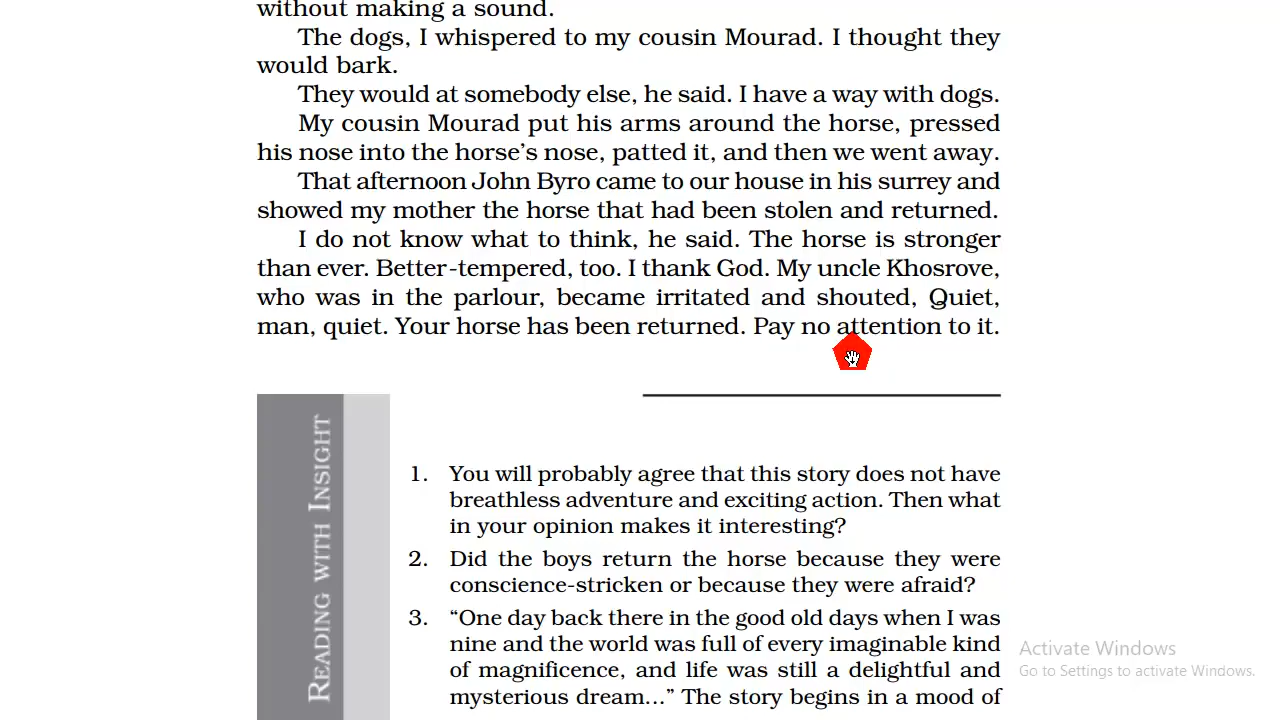 without making a sound.
The dogs, I whispered to my cousin Mourad. I thought they
would bark.
They would at somebody else, he said. I have a way with dogs.
My cousin Mourad put his arms around the horse, pressed
his nose into the horse's nose, patted it, and then we went away.
That afternoon John Byro came to our house in his surrey and
showed my mother the horse that had been stolen and returned.
I do not know what to think, he said. The horse is stronger
than ever. Better-tempered, too. I thank God. My uncle Khosrove,
who was in the parlour, became irritated and shouted, Quiet,
man, quiet. Your horse has been returned. Pay no attention to it.
READING WITH INSIGHT
1. You will probably agree that this story does not have
breathless adventure and exciting action. Then what
in your opinion makes it interesting?
2. Did the boys return the horse because they were
conscience-stricken or because they were afraid?
3. “One day back there in the good old days when I was
nine and the world was full of every imaginable kind
of magnificence, and life was still a delightful and
mysterious dream...” The story begins in a mood of
Activate Windows
Go to Settings to activate Windows.